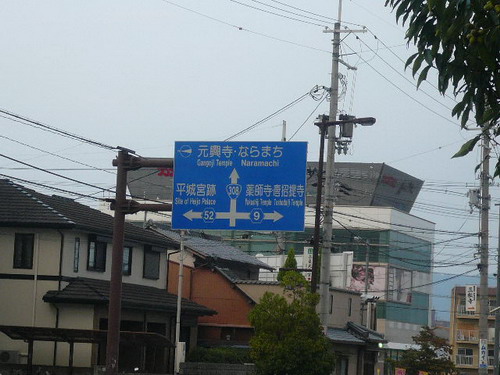 元興寺・ならまち
Gangoji Temple Naramachi
平城宮跡
Site of Heijo Palace
308
薬師寺唐招提寺
Yakushiji Temple Toshodaiji Temple
52
9